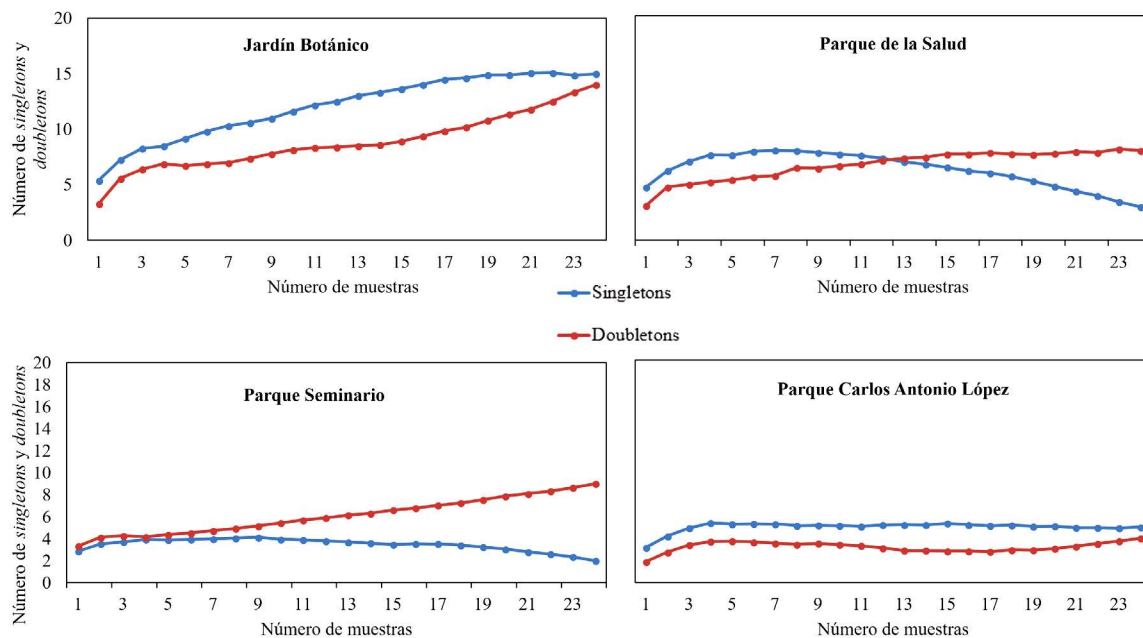 Jardín Botánico
Número de singletons y
doubletons
20
15
10
5
0
1 3 5 7 9 11 13 15 17 19 21 23
Número de muestras
Parque de la Salud
1 3 5 7 9 11 13 15 17 19 21 23
Número de muestras
Singletons
Doubletons
Parque Seminario
Número de singletons y doubletons
20
18
16
14
12
10
8
6
4
2
0
1 3 5 7 9 11 13 15 17 19 21 23
Número de muestras
Parque Carlos Antonio López
1 3 5 7 9 11 13 15 17 19 21 23
Número de muestras